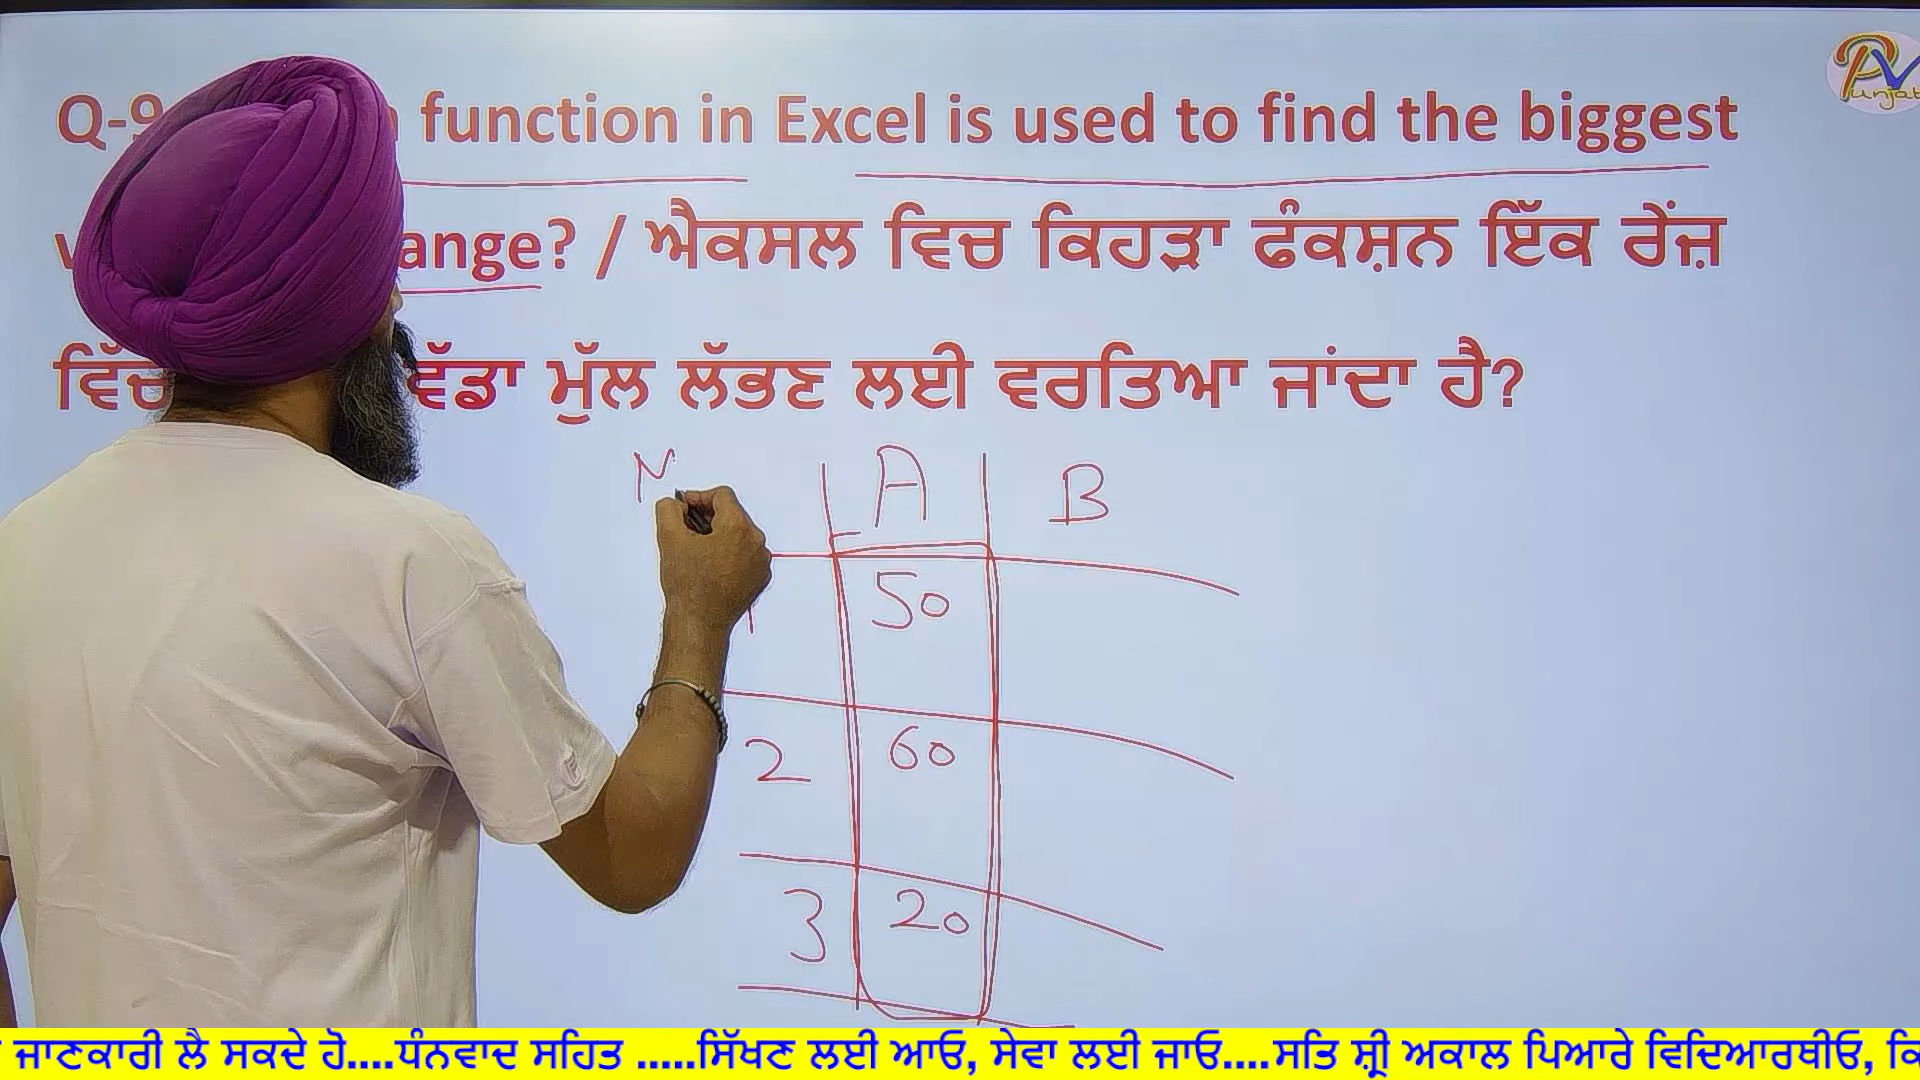 function in Excel is used to find the biggest
ange? / ਐਕਸਲ ਵਿਚ ਕਿਹੜਾ ਫੰਕਸ਼ਨ ਇੱਕ ਰੇਂਜ਼
ਵਿੱਚ ਵੱਡਾ ਮੁੱਲ ਲੱਭਣ ਲਈ ਵਰਤਿਆ ਜਾਂਦਾ ਹੈ?
A B
50
2 60
3 20
ਜਾਣਕਾਰੀ ਲੈ ਸਕਦੇ ਹੋ....ਧੰਨਵਾਦ ਸਹਿਤ .....ਸਿੱਖਣ ਲਈ ਆਓ, ਸੇਵਾ ਲਈ ਜਾਓ....ਸਤਿ ਸ਼੍ਰੀ ਅਕਾਲ ਪਿਆਰੇ ਵਿਦਿਆਰਥੀਓ,